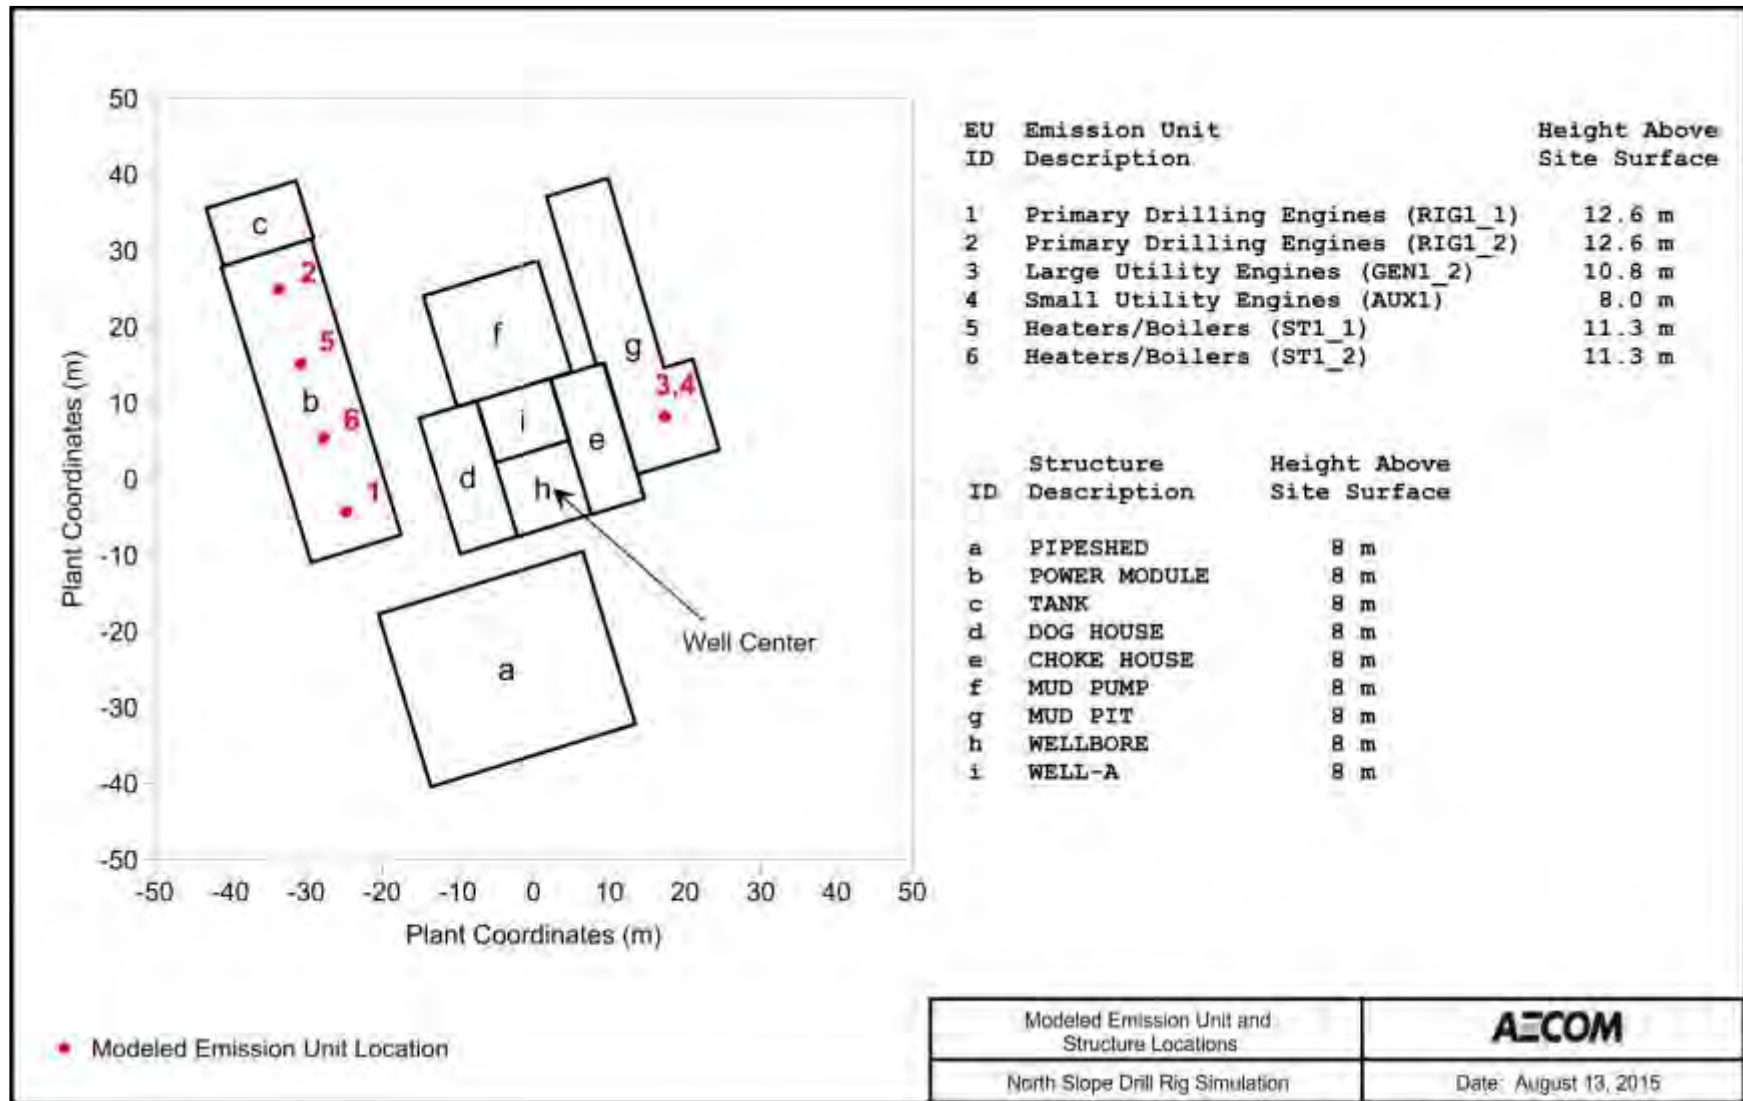 50
40
30
20
10
0
-10
-20
-30
-40
-50
-50 -40 -30 -20 -10 0 10 20 30 40 50
Plant Coordinates (m)
Plant Coordinates (m)
c
2
5
b
6
1
f
g
3,4
i
e
d
h
Well Center
a
EU Emission Unit Height Above
ID Description Site Surface
1 Primary Drilling Engines (RIG1_1) 12.6 m
2 Primary Drilling Engines (RIG1_2) 12.6 m
3 Large Utility Engines (GEN1_2) 10.8 m
4 Small Utility Engines (AUX1) 8.0 m
5 Heaters/Boilers (ST1_1) 11.3 m
6 Heaters/Boilers (ST1_2) 11.3 m
Structure Height Above
ID Description Site Surface
a PIPESHED 8 m
b POWER MODULE 8 m
c TANK 8 m
d DOG HOUSE 8 m
e CHOKE HOUSE 8 m
f MUD PUMP 8 m
g MUD PIT 8 m
h WELLBORE 8 m
i WELL-A 8 m
Modeled Emission Unit Location
Modeled Emission Unit and
Structure Locations
AECOM
North Slope Drill Rig Simulation
Date: August 13, 2015